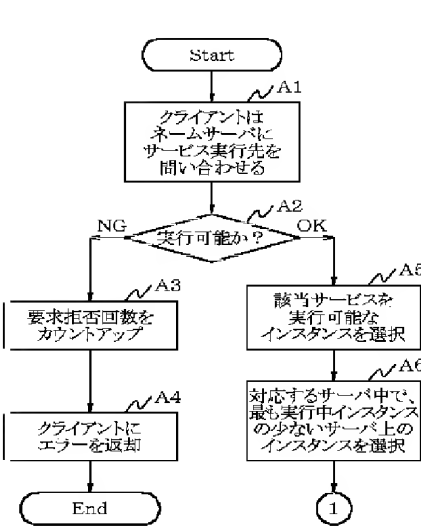 Start
A1
クライアントは
ネームサーバに
サービス実行先を
問い合わせる
A2
NG
実行可能か？
OK
A3
要求拒否回数を
カウントアップ
A5
該当サービスを
実行可能な
インスタンスを選択
A4
クライアントに
エラーを返却
A6
対応するサーバ中で、
最も実行中インスタンス
の少ないサーバ上の
インスタンスを選択
End
1